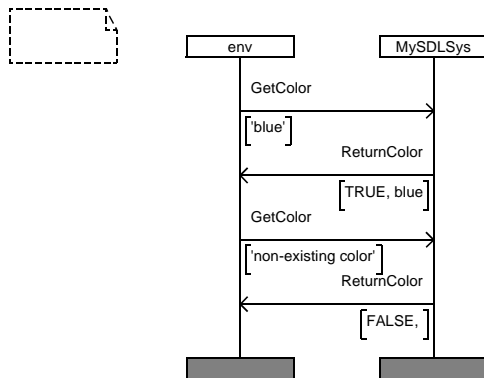 env
MySDLSys
GetColor
'blue'
ReturnColor
TRUE, blue
GetColor
'non-existing color'
ReturnColor
FALSE,